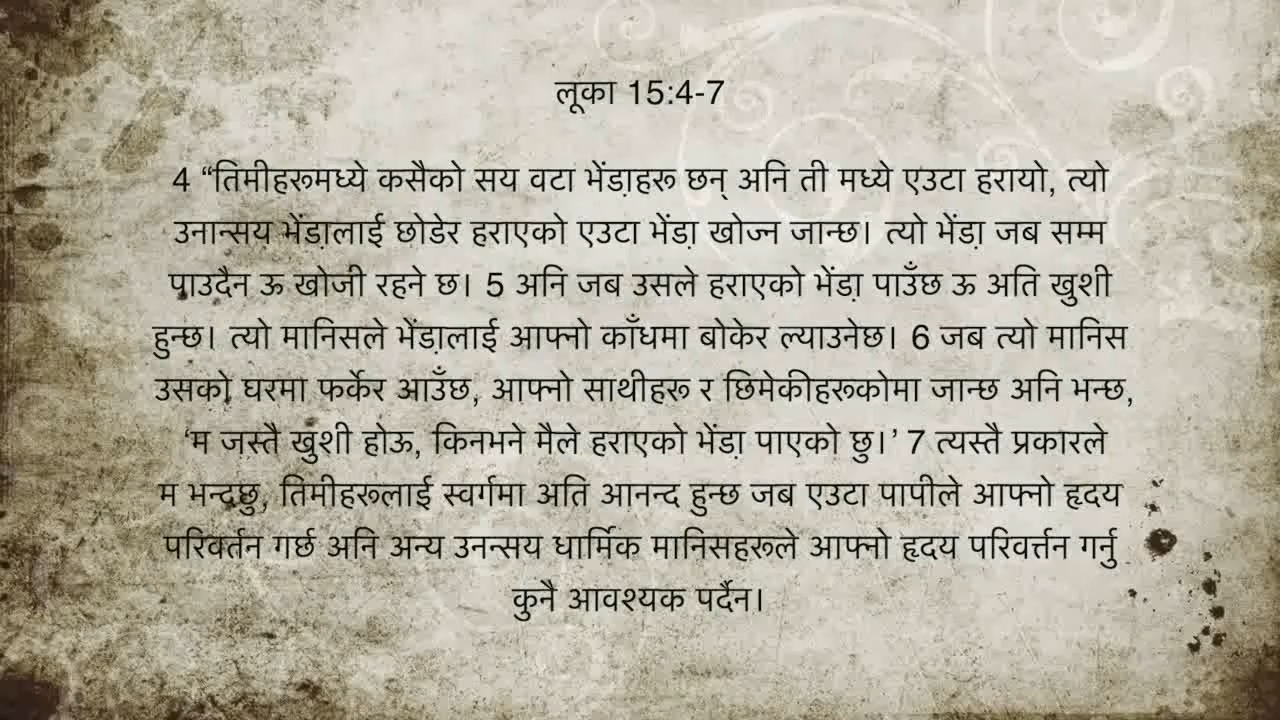 लूका 15:4-7
4 “तिमीहरूमध्ये कसैको सय वटा भेंडा़हरू छन् अनि ती मध्ये एउटा हरायो, त्यो
उनान्सय भेंडा़लाई छोडेर हराएको एउटा भेंडा़ खोज्न जान्छ। त्यो भेंडा़ जब सम्म
पाउदैन ऊ खोजी रहने छ। 5 अनि जब उसले हराएको भेंडा़ पाउँछ ऊ अति खुशी
हुन्छ। त्यो मानिसले भेंडा़लाई आफ्नो काँधमा बोकेर ल्याउनेछ। 6 जब त्यो मानिस
उसको घरमा फर्केर आउँछ, आफ्नो साथीहरू र छिमेकीहरूकोमा जान्छ अनि भन्छ,
‘म जस्तै खुशी होऊ, किनभने मैले हराएको भेंडा़ पाएको छु।’ 7 त्यस्तै प्रकारले
म भन्दछु, तिमीहरूलाई स्वर्गमा अति आनन्द हुन्छ जब एउटा पापीले आफ्नो हृदय
परिवर्तन गर्छ अनि अन्य उनन्सय धार्मिक मानिसहरूले आफ्नो हृदय परिवर्त्तन गर्नु
कुनै आवश्यक पर्दैन।